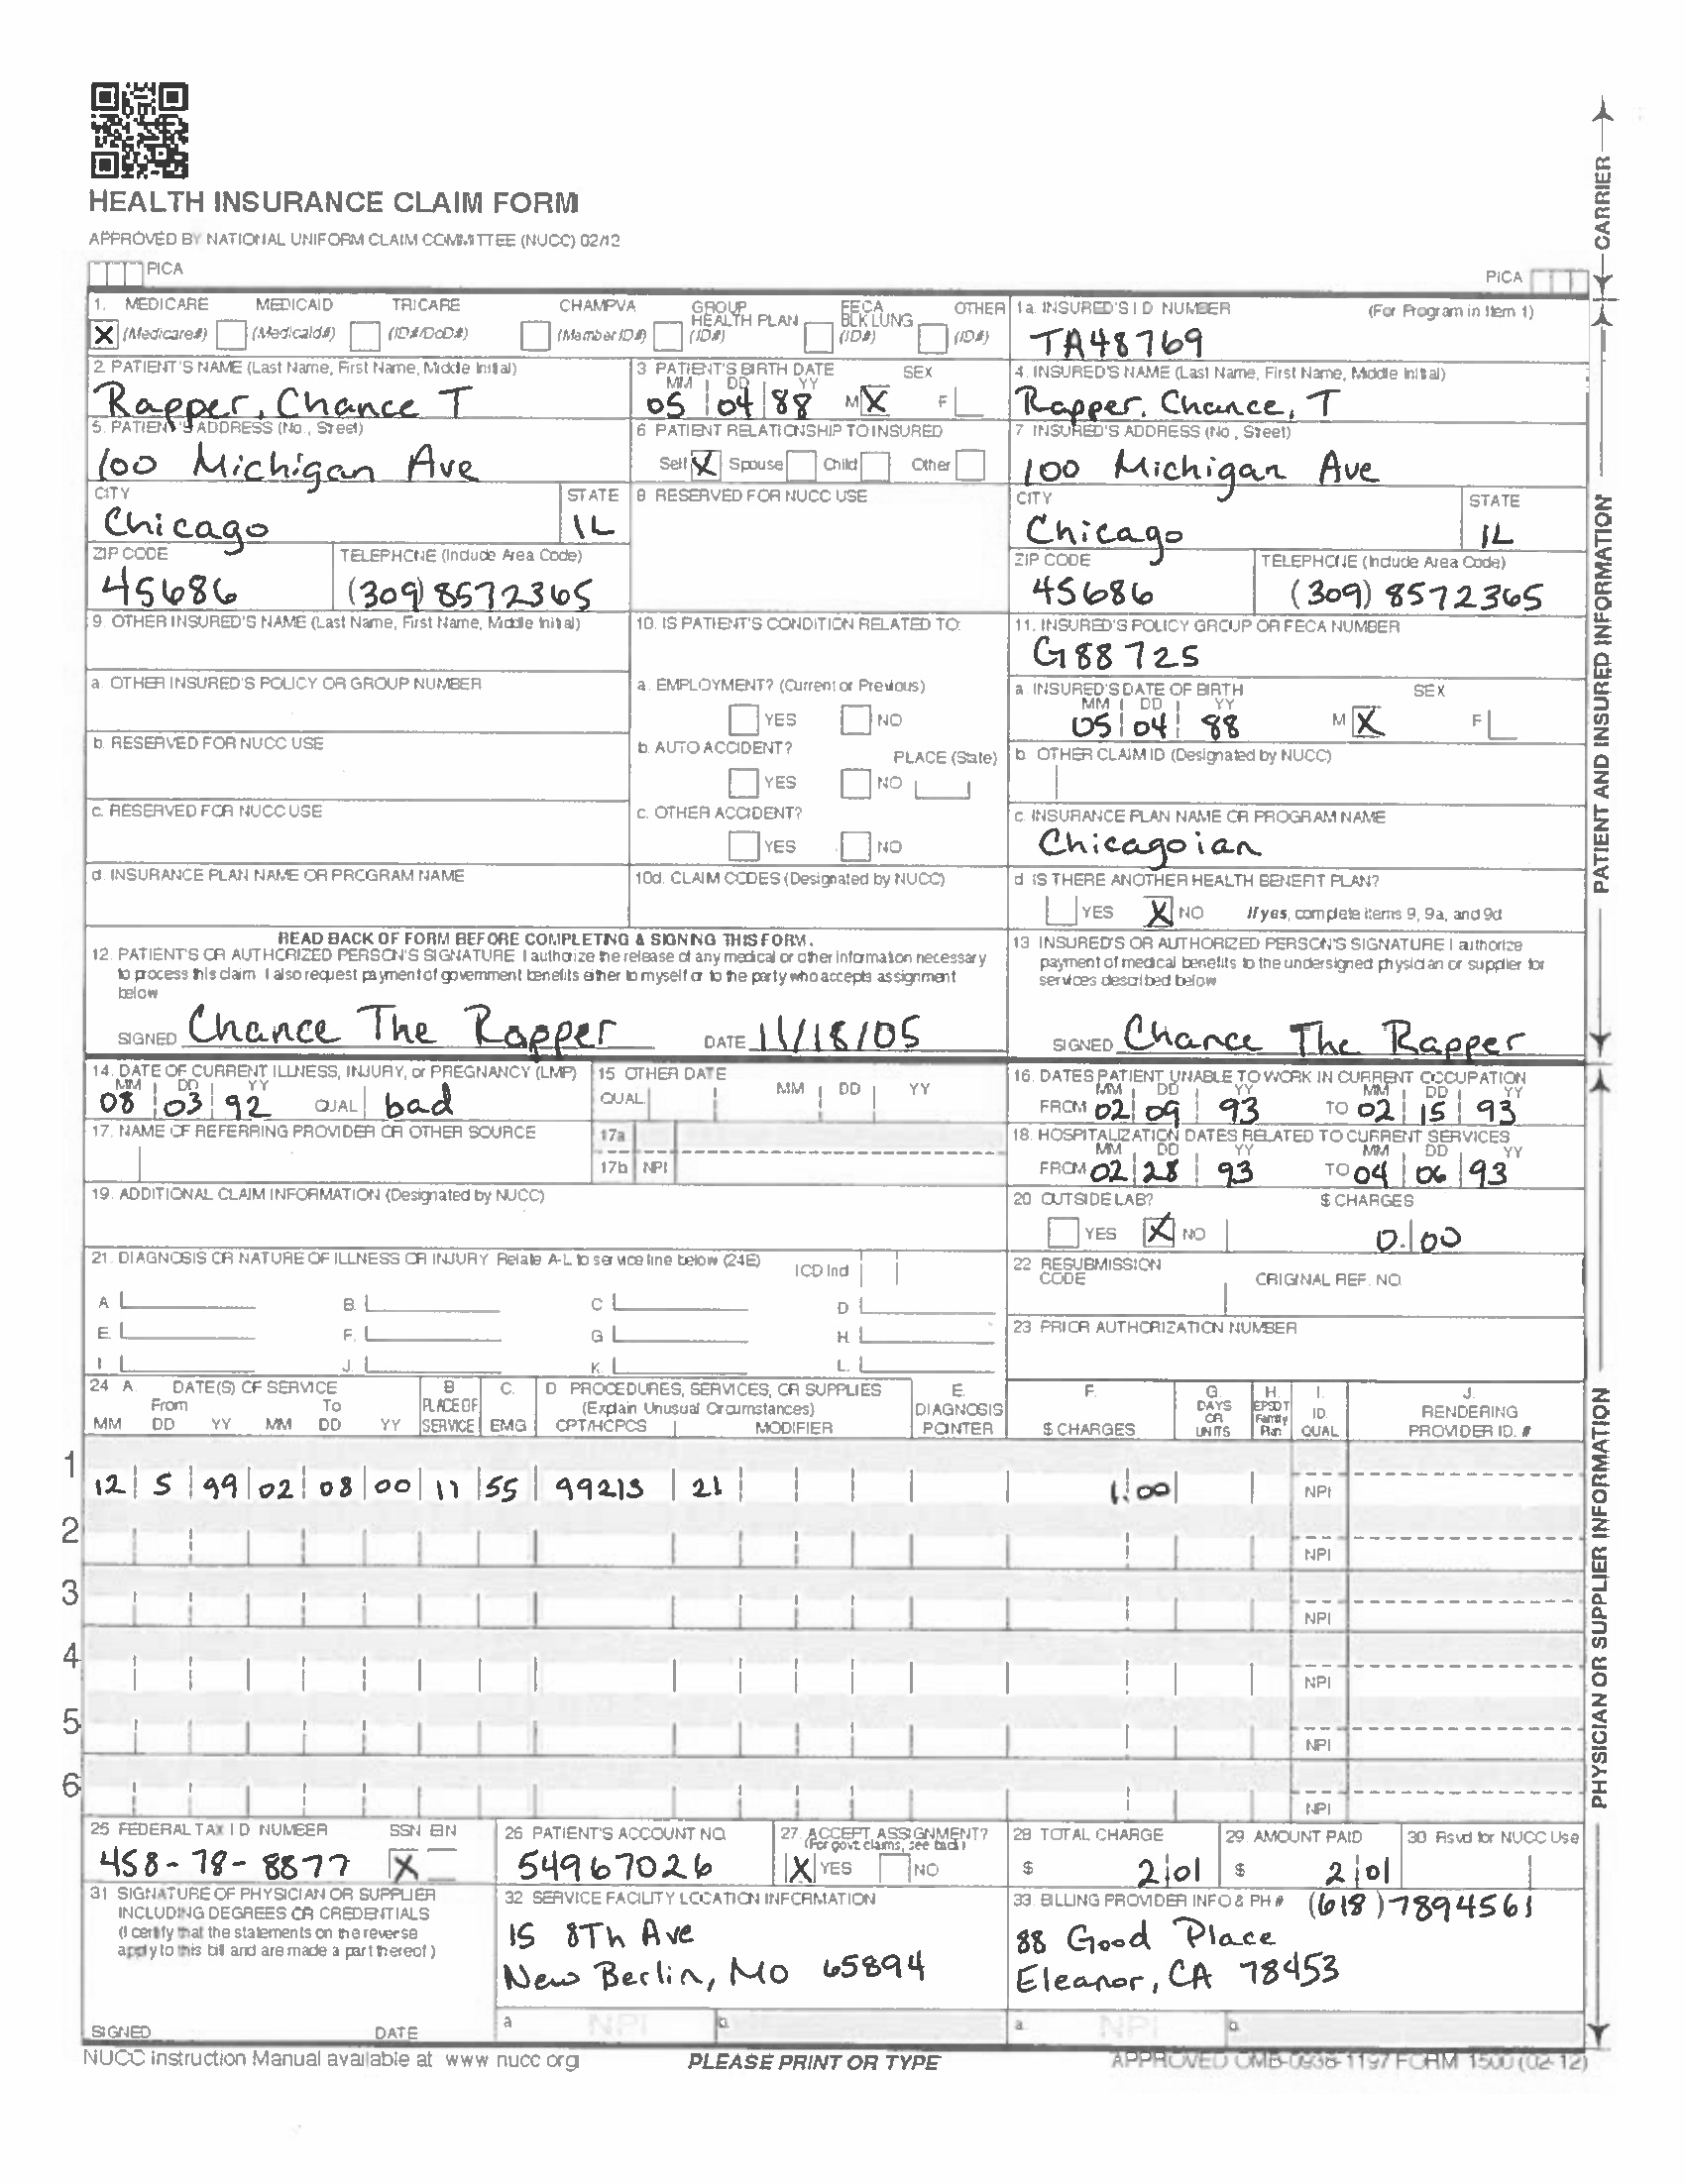 HEALTH INSURANCE CLAIM FORM
APPROVED BY NATIONAL UNIFORM CLAIM COMMITTEE (NUCC) 02/12
PICA
PICA
CARRIER
1. MEDICARE MEDICAID TRICARE CHAMPVA GROUP HEALTH PLAN FECA BLK LUNG OTHER
X (Medicare#) (Medicaid#) (ID#/DoD#) (Member ID#) (ID#) (ID#) (ID#)
1a. INSURED'S I D NUMBER (For Program in Item 1)
TA48769
2. PATIENT'S NAME (Last Name, First Name, Middle Initial)
Rapper, Chance T
3 PATIENT'S BIRTH DATE SEX
MM DD YY
05 04 88 M X F
4. INSURED'S NAME (Last Name, First Name, Middle Initial)
Rapper, Chance, T
5. PATIENT'S ADDRESS (No., Street)
100 Michigan Ave
6 PATIENT RELATIONSHIP TO INSURED
Self X Spouse Child Other
7 INSURED'S ADDRESS (No., Street)
100 Michigan Ave
CITY STATE
Chicago IL
8 RESERVED FOR NUCC USE
CITY STATE
Chicago IL
ZIP CODE TELEPHONE (Include Area Code)
45686 (309) 8572365
ZIP CODE TELEPHONE (Include Area Code)
45686 (309) 8572365
9. OTHER INSURED'S NAME (Last Name, First Name, Middle Initial)
10. IS PATIENT'S CONDITION RELATED TO:
11. INSURED'S POLICY GROUP OR FECA NUMBER
G88725
a. OTHER INSURED'S POLICY OR GROUP NUMBER
a. EMPLOYMENT? (Current or Previous)
YES NO
a. INSURED'S DATE OF BIRTH SEX
MM DD YY
05 04 88 M X F
b. RESERVED FOR NUCC USE
b. AUTO ACCIDENT? PLACE (State)
YES NO
b. OTHER CLAIM ID (Designated by NUCC)
c. RESERVED FOR NUCC USE
c. OTHER ACCIDENT?
YES NO
c. INSURANCE PLAN NAME OR PROGRAM NAME
Chicagoian
d. INSURANCE PLAN NAME OR PROGRAM NAME
10d. CLAIM CODES (Designated by NUCC)
d IS THERE ANOTHER HEALTH BENEFIT PLAN?
YES X NO If yes, complete items 9, 9a, and 9d
READ BACK OF FORM BEFORE COMPLETING & SIGNING THIS FORM.
12. PATIENT'S OR AUTHORIZED PERSON'S SIGNATURE I authorize the release of any medical or other information necessary
to process this claim I also request payment of government benefits either to myself or to the party who accepts assignment
below
SIGNED Chance The Rapper DATE 11/18/05
13 INSURED'S OR AUTHORIZED PERSON'S SIGNATURE I authorize
payment of medical benefits to the undersigned physician or supplier for
services described below
SIGNED Chance The Rapper
PATIENT AND INSURED INFORMATION
14. DATE OF CURRENT ILLNESS, INJURY, or PREGNANCY (LMP)
MM DD YY
08 03 92 QUAL bad
15 OTHER DATE
QUAL MM DD YY
16. DATES PATIENT UNABLE TO WORK IN CURRENT OCCUPATION
MM DD YY MM DD YY
FROM 02 09 93 TO 02 15 93
17. NAME OF REFERRING PROVIDER OR OTHER SOURCE
17a
17b NPI
18. HOSPITALIZATION DATES RELATED TO CURRENT SERVICES
MM DD YY MM DD YY
FROM 02 28 93 TO 04 06 93
19. ADDITIONAL CLAIM INFORMATION (Designated by NUCC)
20 OUTSIDE LAB? $ CHARGES
YES X NO 0.00
21. DIAGNOSIS OR NATURE OF ILLNESS OR INJURY Relate A-L to service line below (24E) ICD Ind
A B. C D
E. F. G H.
I. J. K. L.
22 RESUBMISSION
CODE ORIGINAL REF. NO.
23 PRIOR AUTHORIZATION NUMBER
24 A. DATE(S) OF SERVICE B C. D PROCEDURES, SERVICES, OR SUPPLIES E. F. G. H. I. J.
From To PLACE OF (Explain Unusual Circumstances) DIAGNOSIS DAYS OR UNITS EPSDT Family Plan ID. RENDERING
MM DD YY MM DD YY SERVICE EMG CPT/HCPCS MODIFIER POINTER $ CHARGES QUAL PROVIDER ID. #
1
12 5 99 02 08 00 11 55 99213 21 1.00 NPI
2
NPI
3
NPI
4
NPI
5
NPI
6
NPI
PHYSICIAN OR SUPPLIER INFORMATION
25 FEDERAL TAX I D NUMBER SSN EIN
458-78-8877 X
26 PATIENT'S ACCOUNT NO.
54967026
27. ACCEPT ASSIGNMENT?
(For govt claims, see back)
X YES NO
28 TOTAL CHARGE
$ 2 01
29. AMOUNT PAID
$ 2 01
30 Rsvd for NUCC Use
31 SIGNATURE OF PHYSICIAN OR SUPPLIER
INCLUDING DEGREES OR CREDENTIALS
(I certify that the statements on the reverse
apply to this bill and are made a part thereof)
SIGNED DATE
32 SERVICE FACILITY LOCATION INFORMATION
15 8Th Ave
New Berlin, MO 65894
a NPI b.
33 BILLING PROVIDER INFO & PH # (618) 7894561
88 Good Place
Eleanor, CA 78453
a. NPI b.
NUCC Instruction Manual available at www nucc org
PLEASE PRINT OR TYPE
APPROVED OMB-0938-1197 FORM 1500 (02-12)